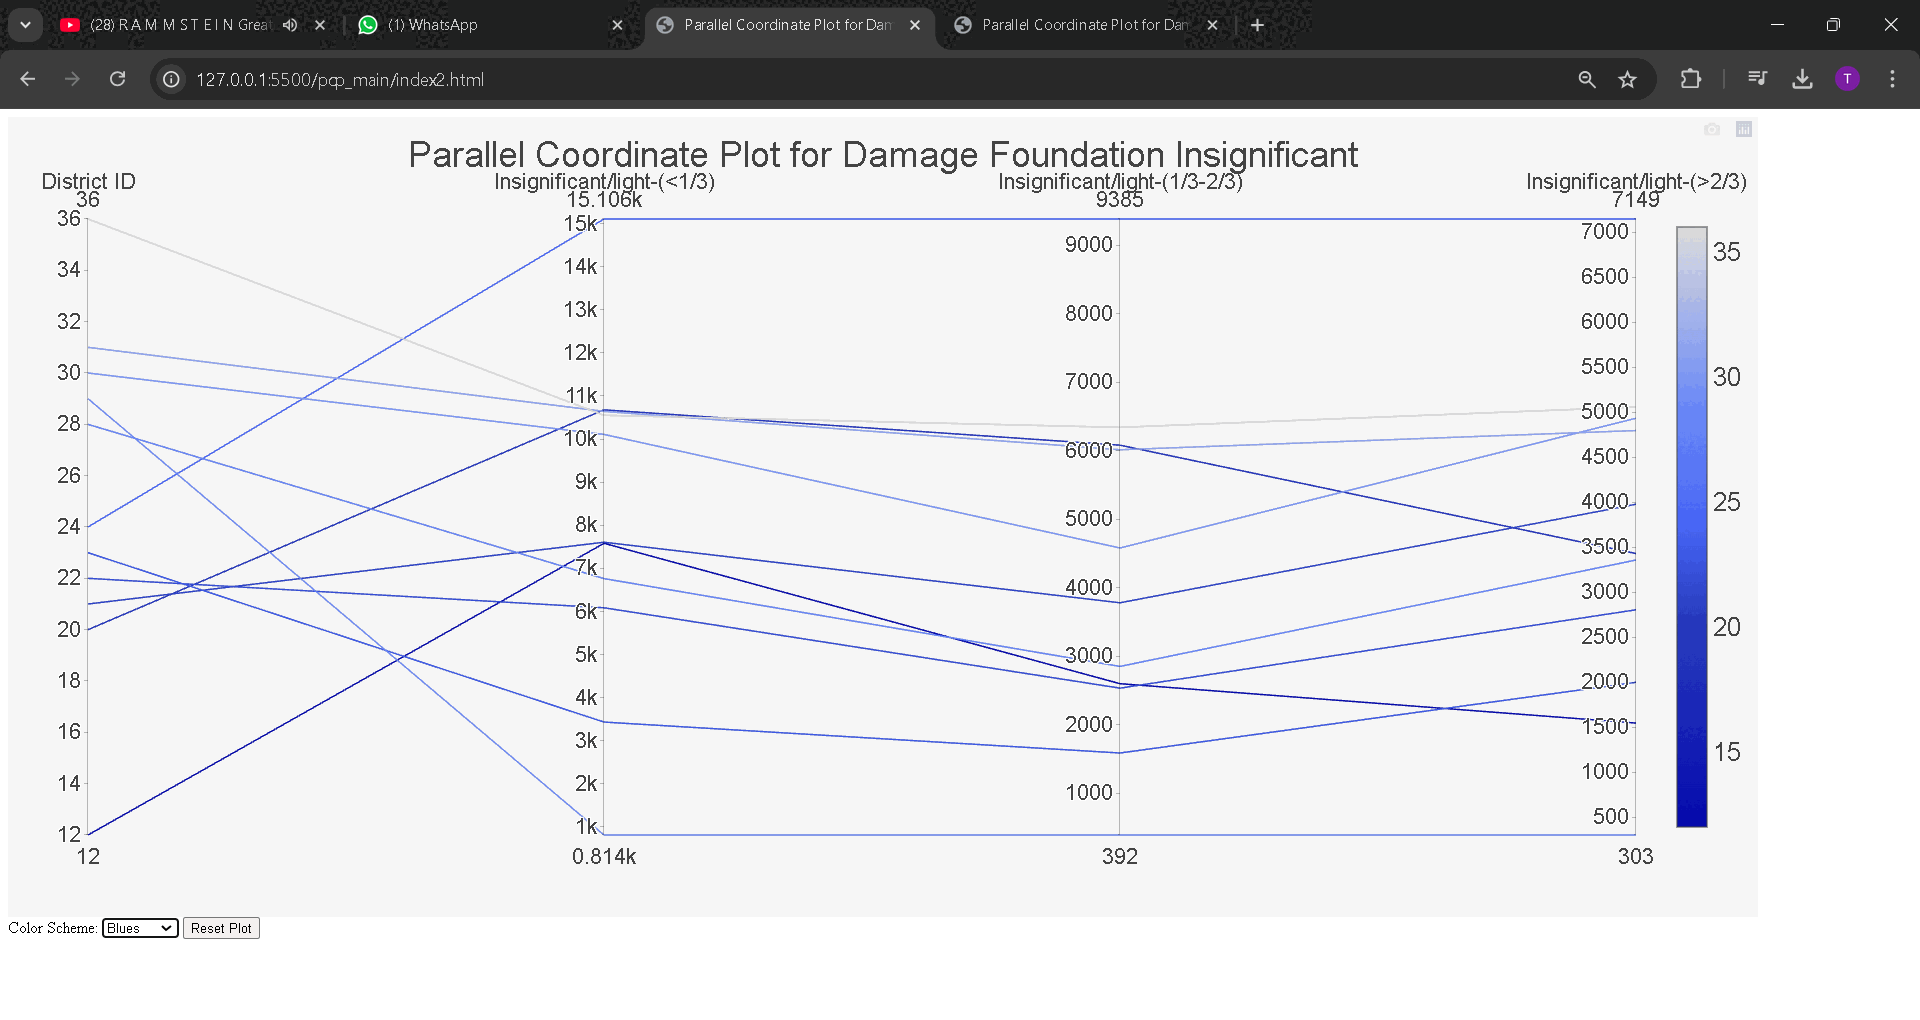 (28) R A M M S T E I N Grea
(1) WhatsApp
Parallel Coordinate Plot for Dam
Parallel Coordinate Plot for Dam
127.0.0.1:5500/pcp_main/index2.html
T
Parallel Coordinate Plot for Damage Foundation Insignificant
District ID
36
36
34
32
30
28
26
24
22
20
18
16
14
12
12
Insignificant/light-(<1/3)
15.106k
15k
14k
13k
12k
11k
10k
9k
8k
7k
6k
5k
4k
3k
2k
1k
0.814k
Insignificant/light-(1/3-2/3)
9385
9000
8000
7000
6000
5000
4000
3000
2000
1000
392
Insignificant/light-(>2/3)
7149
7000
6500
6000
5500
5000
4500
4000
3500
3000
2500
2000
1500
1000
500
303
35
30
25
20
15
Color Scheme: Blues Reset Plot